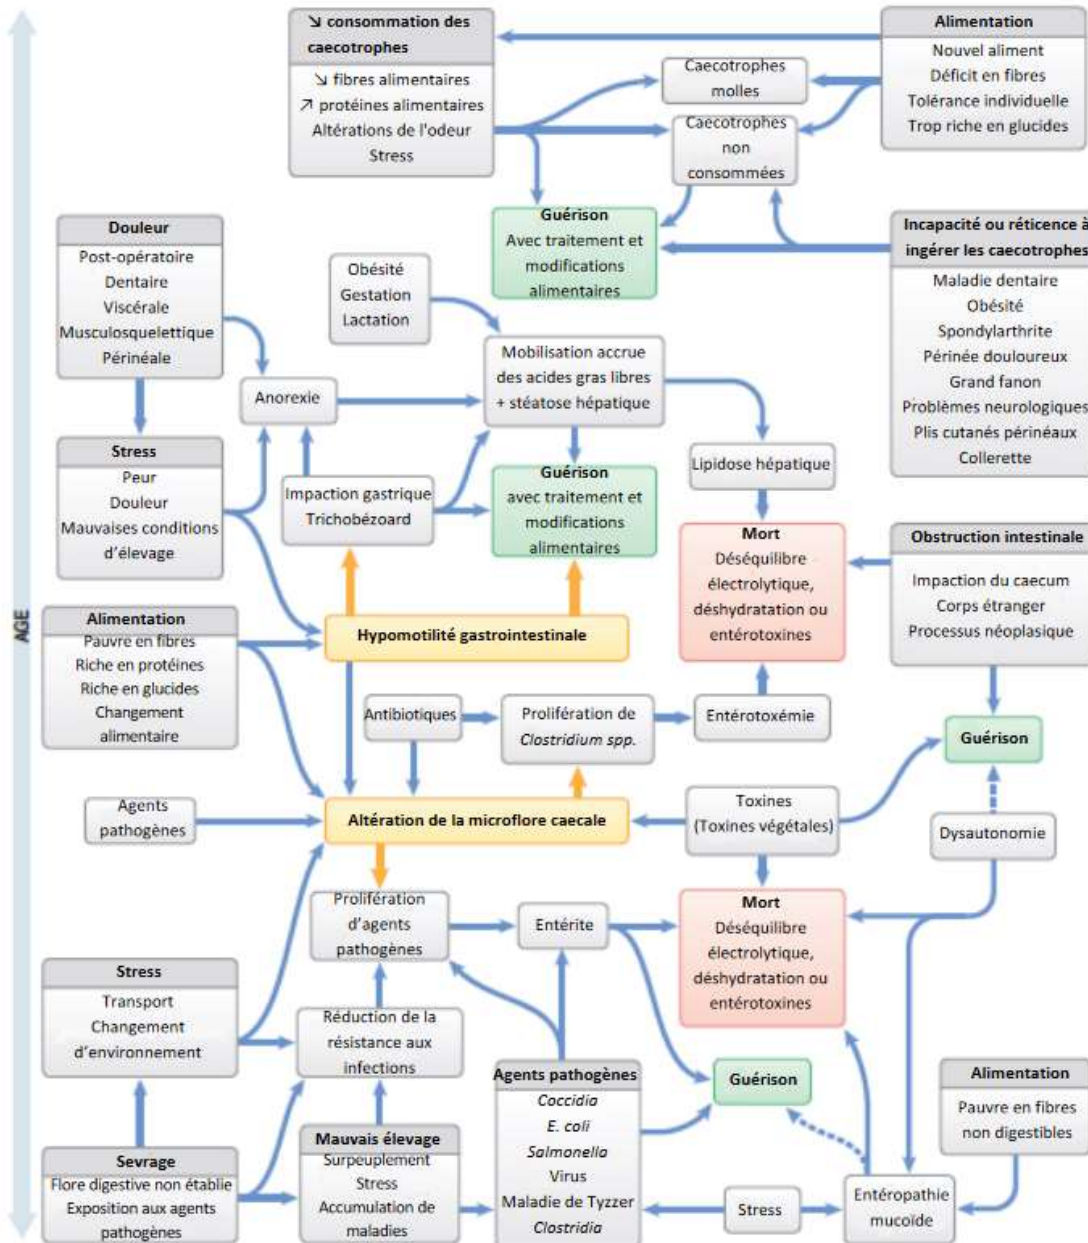 ↘ consommation des
caecotrophes
↘ fibres alimentaires
↗ protéines alimentaires
Altérations de l'odeur
Stress
Caecotrophes
molles
Caecotrophes
non
consommées
Alimentation
Nouvel aliment
Déficit en fibres
Tolérance individuelle
Trop riche en glucides
Guérison
Avec traitement et
modifications
alimentaires
Incapacité ou réticence à
ingérer les caecotrophes
Maladie dentaire
Obésité
Spondylarthrite
Périnée douloureux
Grand fanon
Problèmes neurologiques
Plis cutanés périnéaux
Collerette
Douleur
Post-opératoire
Dentaire
Viscérale
Musculosquelettique
Périnéale
Obésité
Gestation
Lactation
Anorexie
Mobilisation accrue
des acides gras libres
+ stéatose hépatique
Stress
Peur
Douleur
Mauvaises conditions
d’élevage
Impaction gastrique
Trichobézoard
Guérison
avec traitement et
modifications
alimentaires
Lipidose hépatique
Mort
Déséquilibre
électrolytique,
déshydratation ou
entérotoxines
Obstruction intestinale
Impaction du caecum
Corps étranger
Processus néoplasique
AGE
Alimentation
Pauvre en fibres
Riche en protéines
Riche en glucides
Changement
alimentaire
Hypomotilité gastrointestinale
Antibiotiques
Prolifération de
Clostridium spp.
Entérotoxémie
Guérison
Agents
pathogènes
Altération de la microflore caecale
Toxines
(Toxines végétales)
Dysautonomie
Prolifération
d’agents
pathogènes
Entérite
Mort
Déséquilibre
électrolytique,
déshydratation ou
entérotoxines
Stress
Transport
Changement
d’environnement
Réduction de la
résistance aux
infections
Agents pathogènes
Coccidia
E. coli
Salmonella
Virus
Maladie de Tyzzer
Clostridia
Guérison
Alimentation
Pauvre en fibres
non digestibles
Sevrage
Flore digestive non établie
Exposition aux agents
pathogènes
Mauvais élevage
Surpeuplement
Stress
Accumulation de
maladies
Stress
Entéropathie
mucoïde